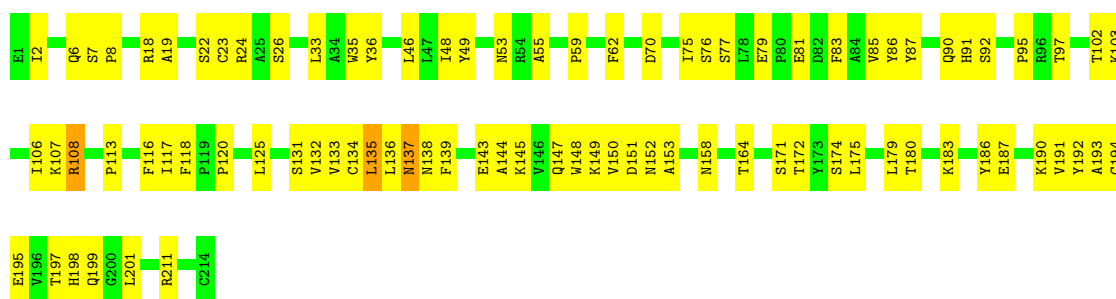 E1 I2 Q6 S7 P8 R18 A19 S22 C23 R24 A25 S26 L33 A34 W35 Y36 L46 L47 I48 Y49 N53 R54 A55 P59 F62 D70 I75 S76 S77 L78 E79 P80 E81 D82 F83 A84 V85 Y86 Y87 Q90 H91 S92 P95 R96 T97 T102 K103
I106 K107 R108 P113 F116 I117 F118 P119 P120 L125 S131 V132 V133 C134 L135 L136 N137 N138 F139 E143 A144 K145 V146 Q147 W148 K149 V150 D151 N152 A153 N158 T164 S171 T172 Y173 S174 L175 L179 T180 K183 Y186 E187 K190 V191 Y192 A193 C194
E195 V196 T197 H198 Q199 G200 L201 R211 C214